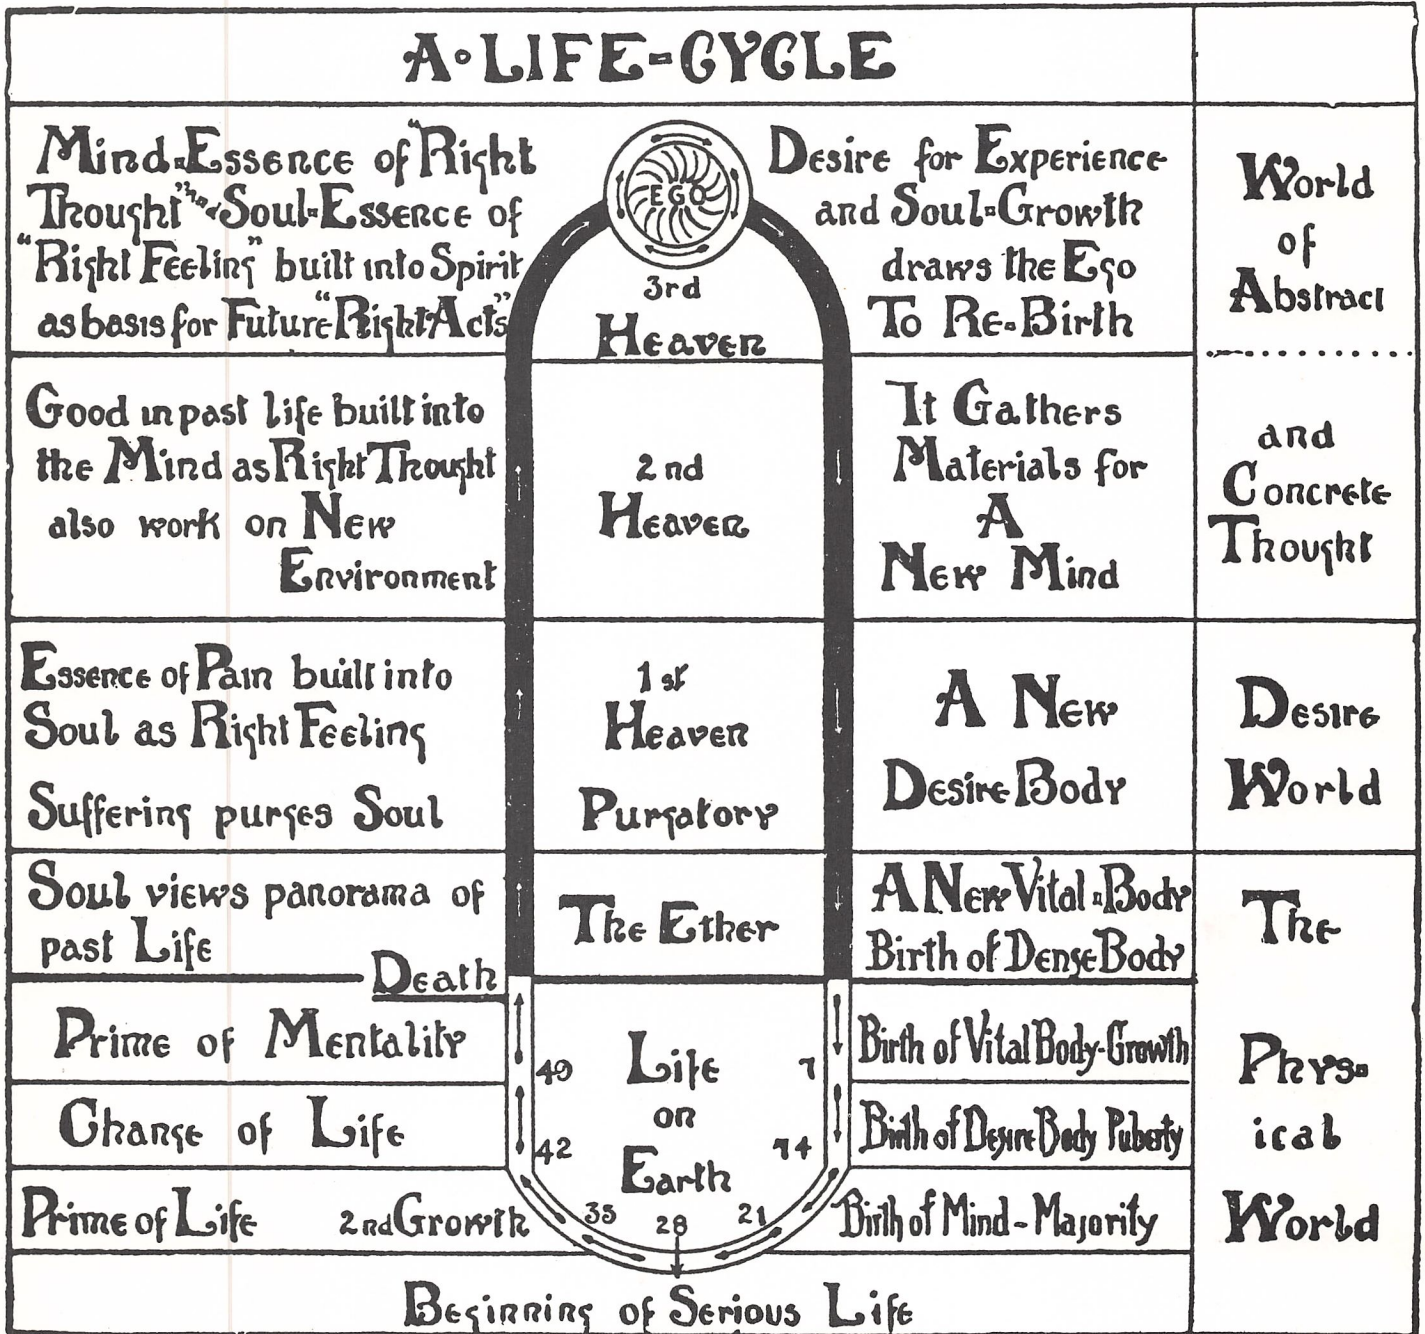 A LIFE-CYCLE
Mind-Essence of "Right
Thought" and Soul-Essence of
"Right Feeling" built into Spirit
as basis for Future "Right Acts"
EGO
3rd
Heaven
Desire for Experience
and Soul-Growth
draws the Ego
To Re-Birth
World
of
Abstract
Good in past life built into
the Mind as Right Thought
also work on New
Environment
2nd
Heaven
It Gathers
Materials for
A
New Mind
and
Concrete
Thought
Essence of Pain built into
Soul as Right Feeling
Suffering purges Soul
1st
Heaven
Purgatory
A New
Desire Body
Desire
World
Soul views panorama of
past Life
Death
The Ether
A New Vital-Body
Birth of Dense Body
The
Phys-
ical
World
Prime of Mentality
Change of Life
Prime of Life 2nd Growth
49
42
35
28
21
14
7
Life
on
Earth
Birth of Vital Body-Growth
Birth of Desire Body Puberty
Birth of Mind-Majority
Beginning of Serious Life